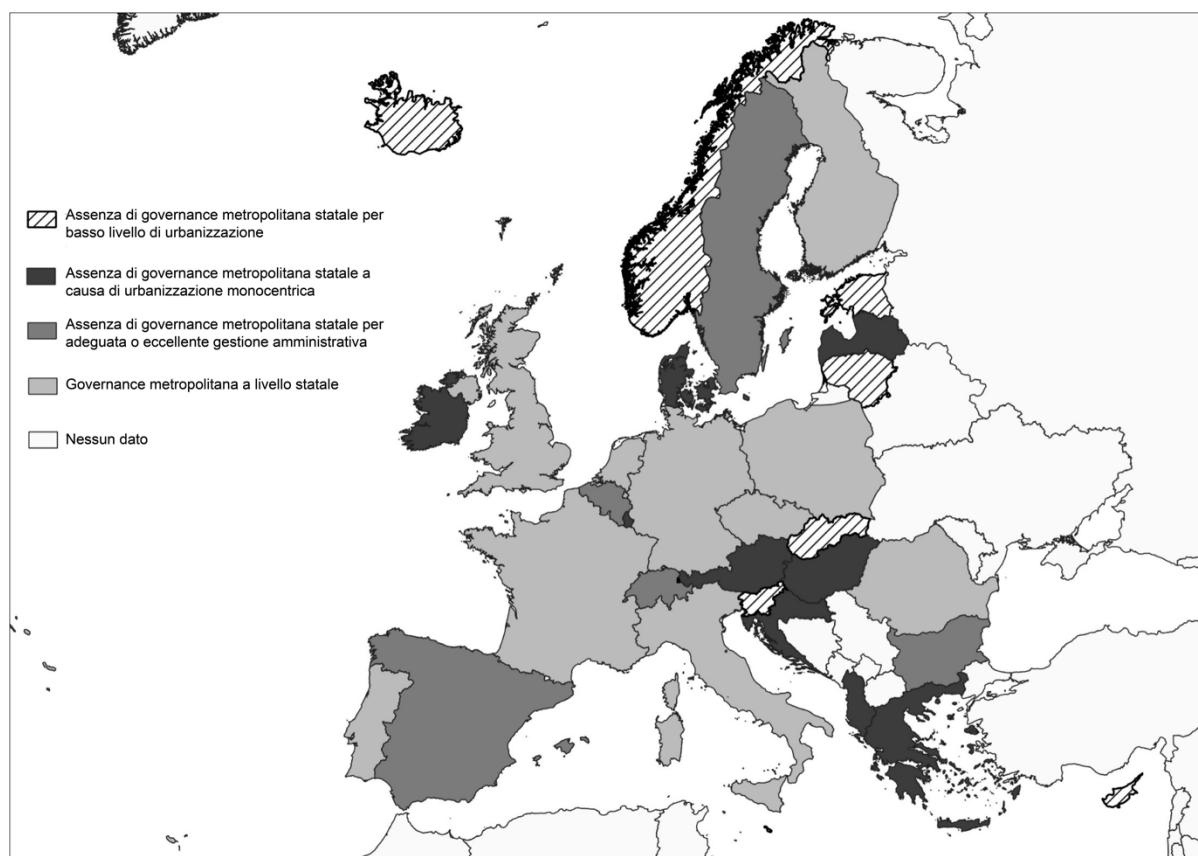 Assenza di governance metropolitana statale per
basso livello di urbanizzazione
Assenza di governance metropolitana statale a
causa di urbanizzazione monocentrica
Assenza di governance metropolitana statale per
adeguata o eccellente gestione amministrativa
Governance metropolitana a livello statale
Nessun dato